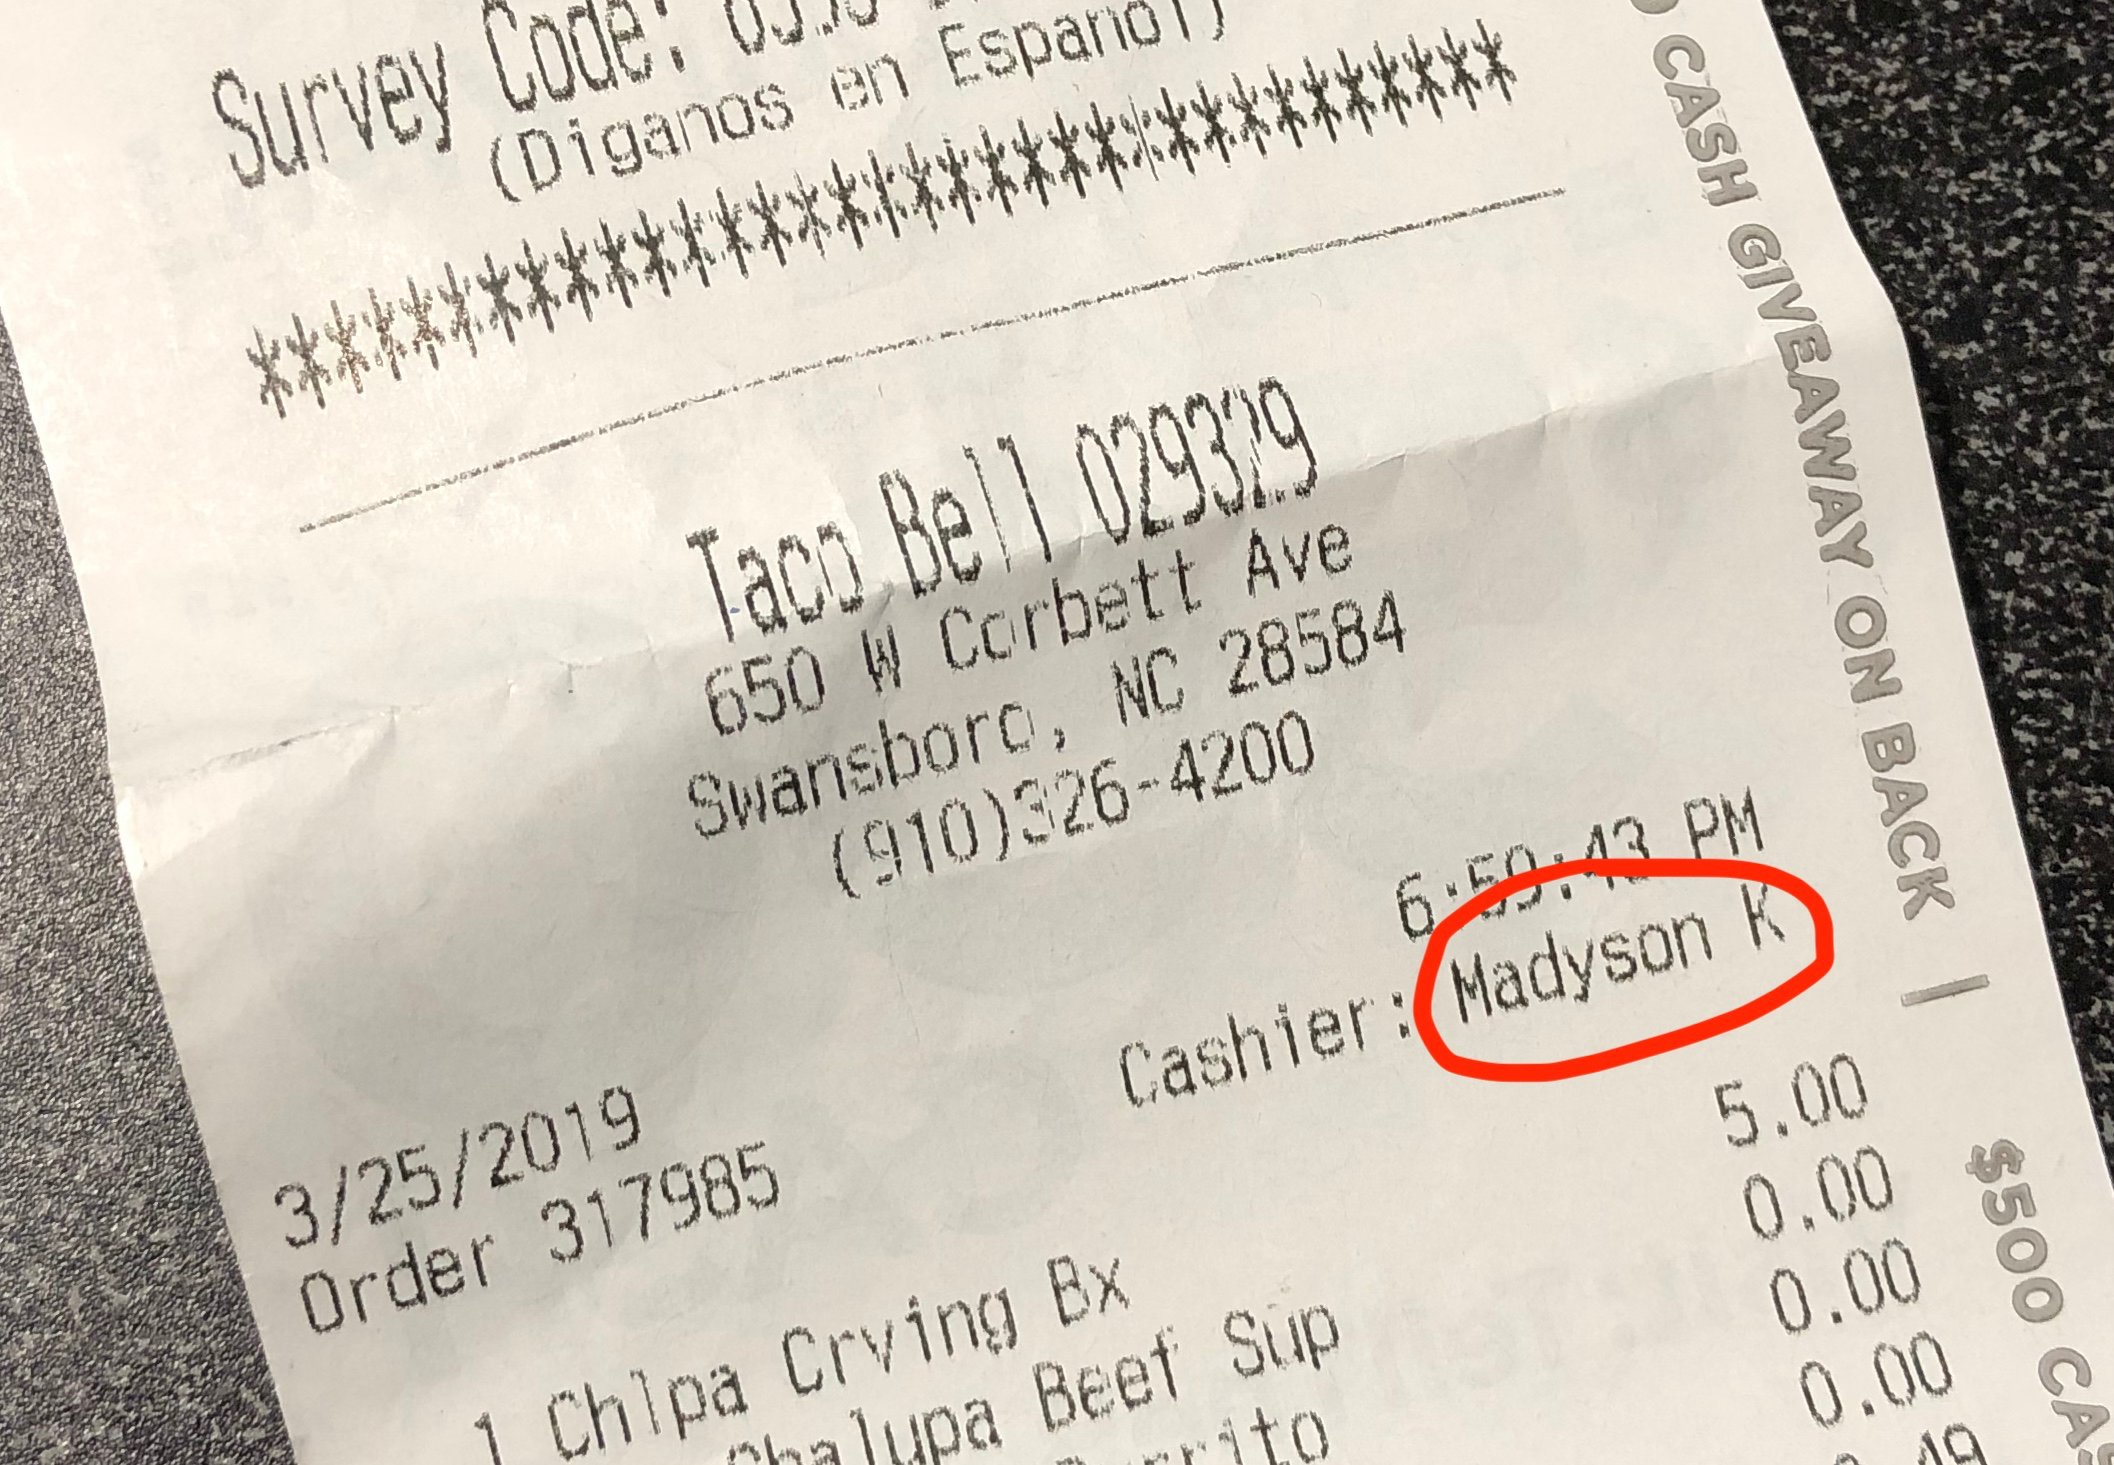 Survey Code:
(Diganos en Espanol)
************************************
Taco Bell 029329
650 W Corbett Ave
Swansboro, NC 28584
(910)326-4200
6:59:43 PM
Cashier: Madyson K
3/25/2019
Order 317985
1 Chlpa Crving Bx 5.00
Chalupa Beef Sup 0.00
0.00
0.00
CASH GIVEAWAY ON BACK |
$500